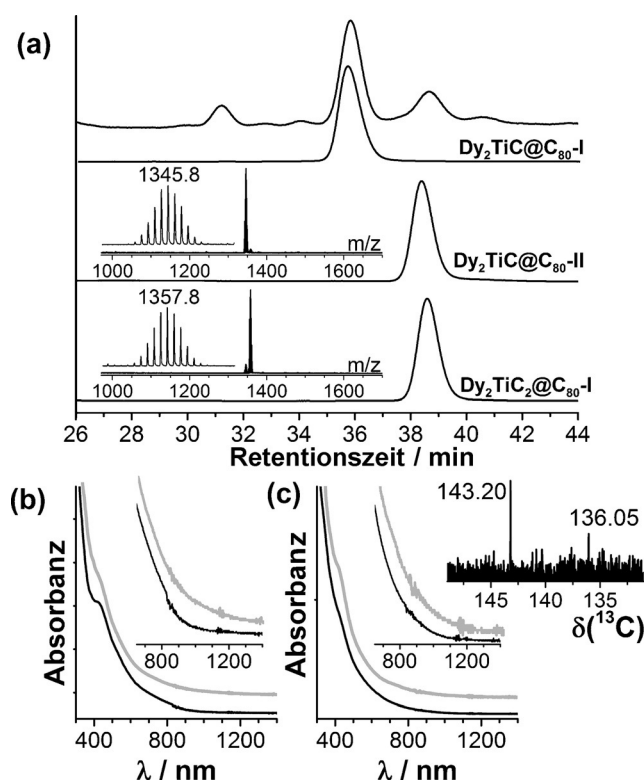 (a)
Dy₂TiC@C₈₀-I
1345.8
m/z
1000 1200 1400 1600
Dy₂TiC@C₈₀-II
1357.8
m/z
1000 1200 1400 1600
Dy₂TiC₂@C₈₀-I
26 28 30 32 34 36 38 40 42 44
Retentionszeit / min
(b)
Absorbanz
800 1200
400 800 1200
λ / nm
(c)
Absorbanz
800 1200
400 800 1200
λ / nm
143.20
136.05
145 140 135
δ(¹³C)